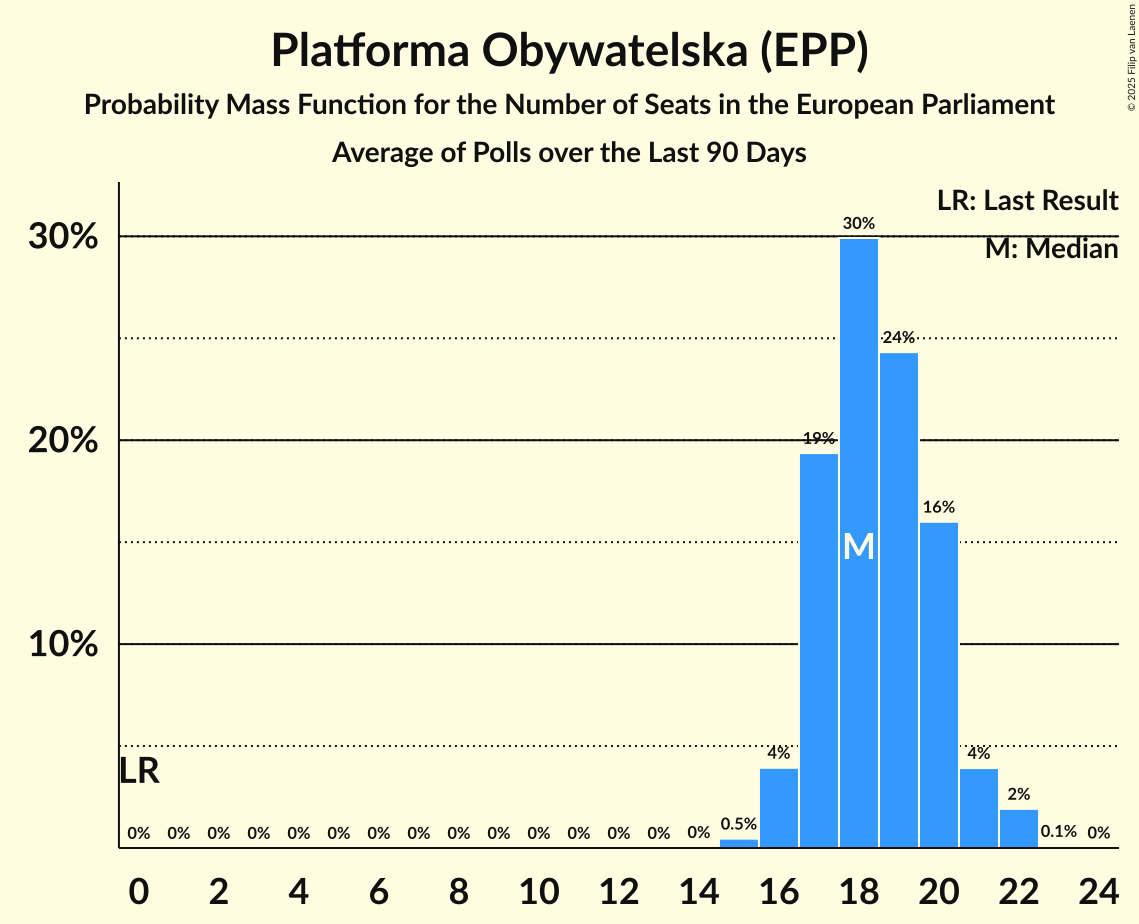 Platforma Obywatelska (EPP)
Probability Mass Function for the Number of Seats in the European Parliament
Average of Polls over the Last 90 Days
© 2025 Filip van Laenen
LR: Last Result
M: Median
30%
20%
10%
30%
24%
19%
16%
M
4%
4%
2%
0.5%
0.1%
LR
0% 0% 0% 0% 0% 0% 0% 0% 0% 0% 0% 0% 0% 0% 0% 0%
0 2 4 6 8 10 12 14 16 18 20 22 24